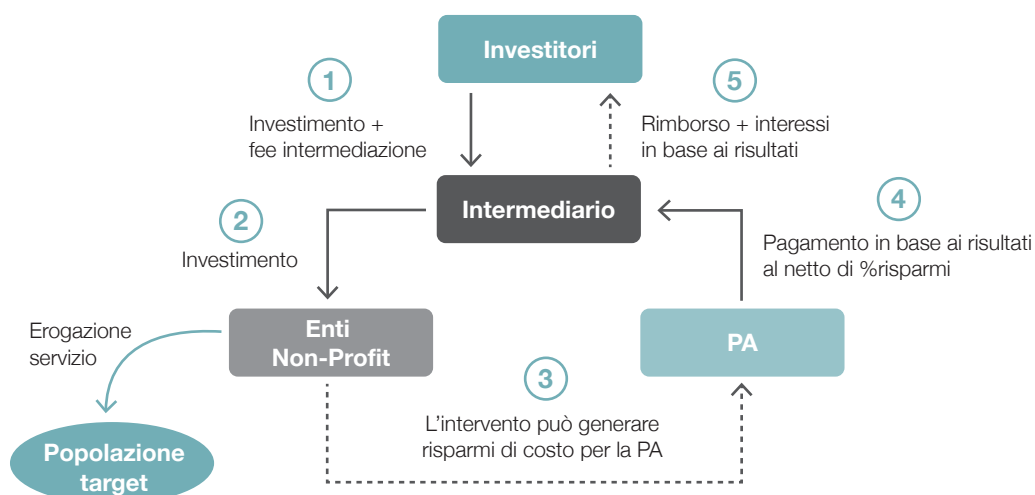 Investitori
1
Investimento +
fee intermediazione
5
Rimborso + interessi
in base ai risultati
Intermediario
2
Investimento
4
Pagamento in base ai risultati
al netto di %risparmi
Erogazione
servizio
Enti
Non-Profit
PA
3
L’intervento può generare
risparmi di costo per la PA
Popolazione
target